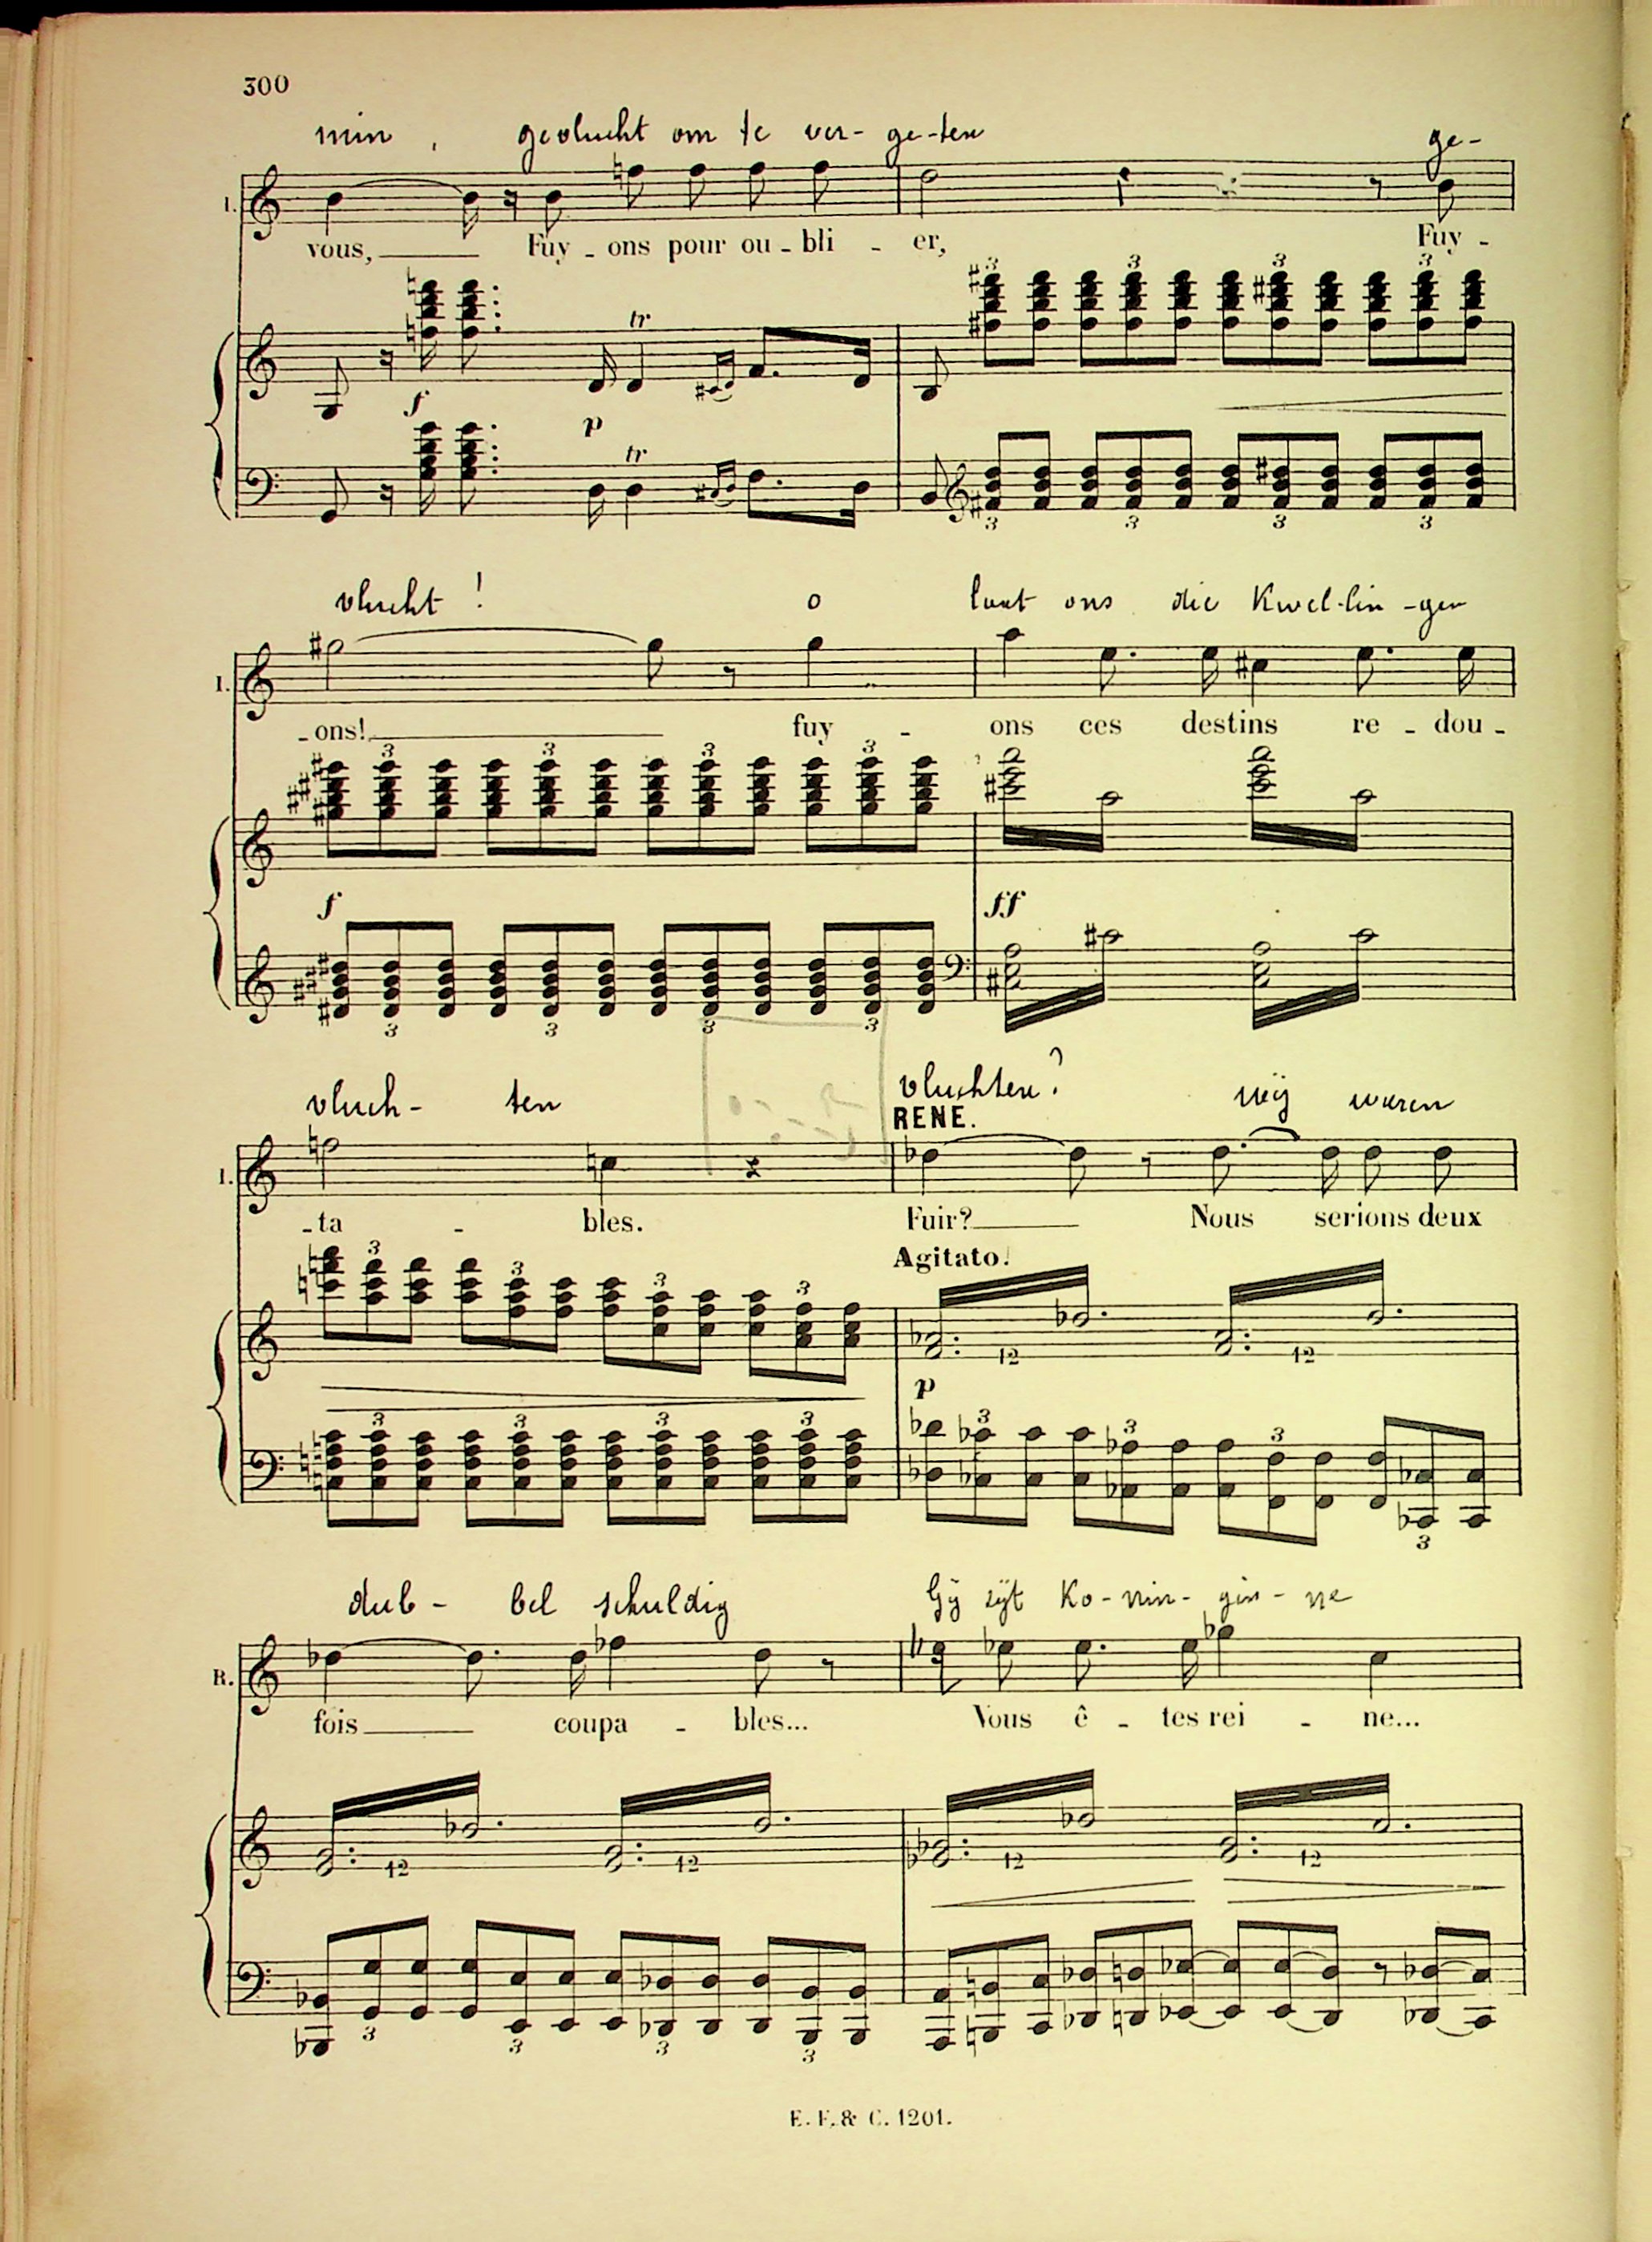 300
min , gevlucht om te ver- ge-ten ge-
I.
vous, Fuy - ons pour ou - bli - er, Fuy -
3 3 3 3
tr
f p
tr
3 3 3 3
vlucht ! o laat ons die Kwel-lin-gen
I.
- ons! fuy - ons ces destins re - dou -
3 3 3 3
f ff
3 3 3 3
vluch- ten vluchten? wij waren
RENE.
I.
- ta - bles. Fuir? Nous serions deux
Agitato.
3 3 3 3
12 12
p
3 3 3 3 3 3 3
3
dub- bel schuldig Gij zijt Ko-nin-gin-ne
R.
fois coupa - bles... Vous ê - tes rei - ne...
12 12 12 12
3 3 3 3
E. F. & C. 1201.